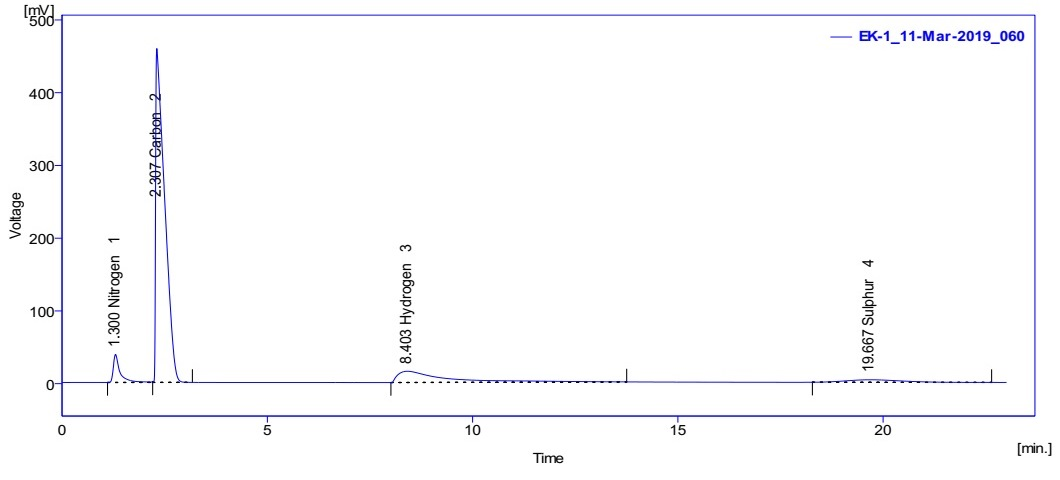 [mV]
500
EK-1_11-Mar-2019_060
400
300
200
100
0
Voltage
1.300 Nitrogen 1
2.307 Carbon 2
8.403 Hydrogen 3
19.667 Sulphur 4
0 5 10 15 20
[min.]
Time